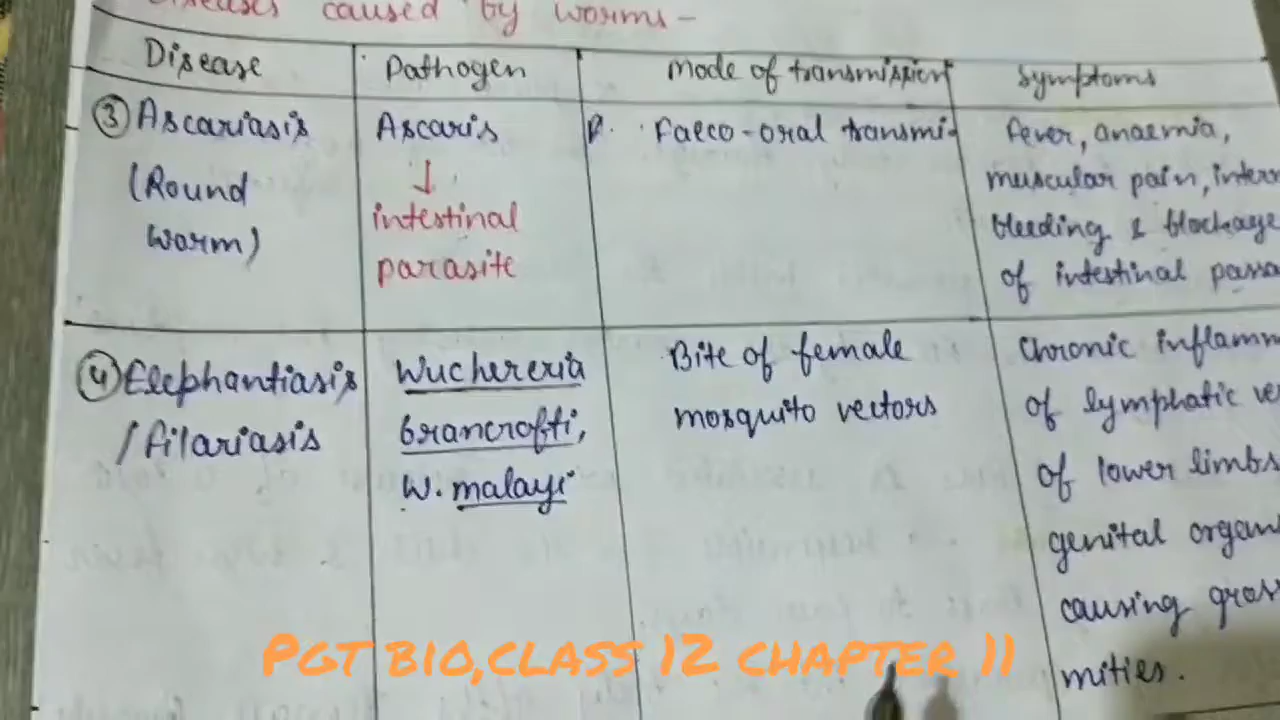 Diseases caused by worms-
Disease Pathogen Mode of transmission Symptoms
③ Ascariasis
(Round
worm)
Ascaris
↓
intestinal
parasite
Faeco-oral transmi-
Fever, anaemia,
muscular pain, intern
bleeding & blockage
of intestinal passa
④ Elephantiasis
/filariasis
Wuchereria
brancrofti,
W. malayi
Bite of female
mosquito vectors
Chronic inflamm
of lymphatic ve
of lower limbs
genital organ
causing gros
mities.
PGT BIO,CLASS 12 CHAPTER 11